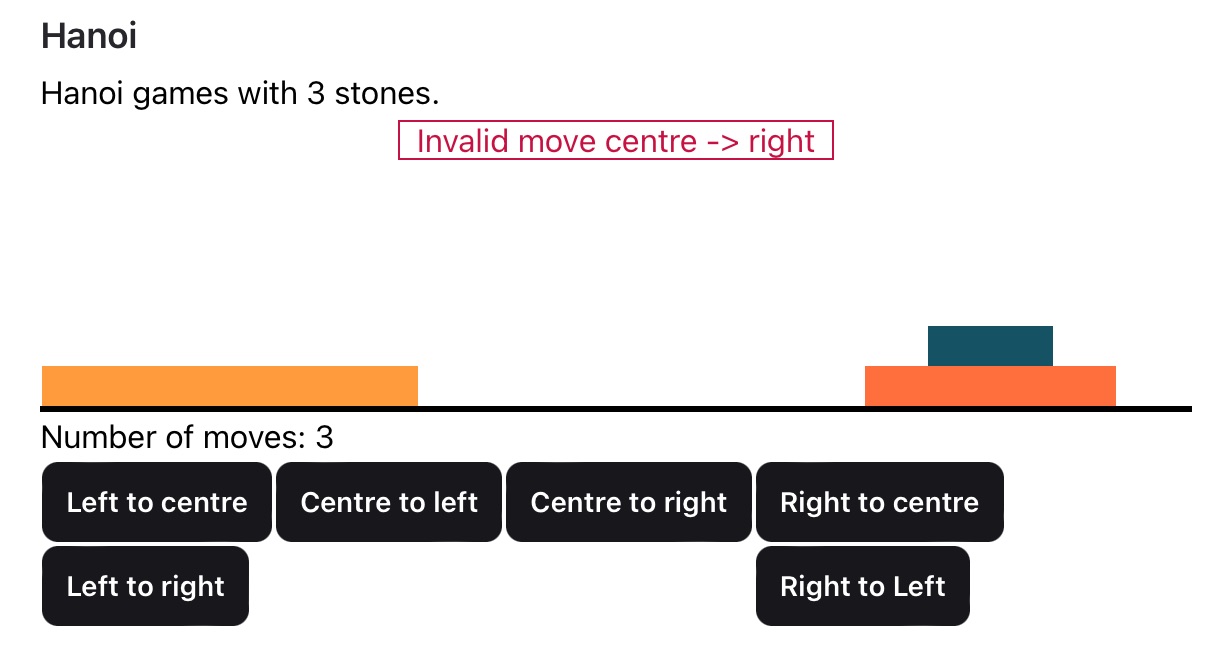 Hanoi
Hanoi games with 3 stones.
Invalid move centre -> right
Number of moves: 3
Left to centre
Centre to left
Centre to right
Right to centre
Left to right
Right to Left